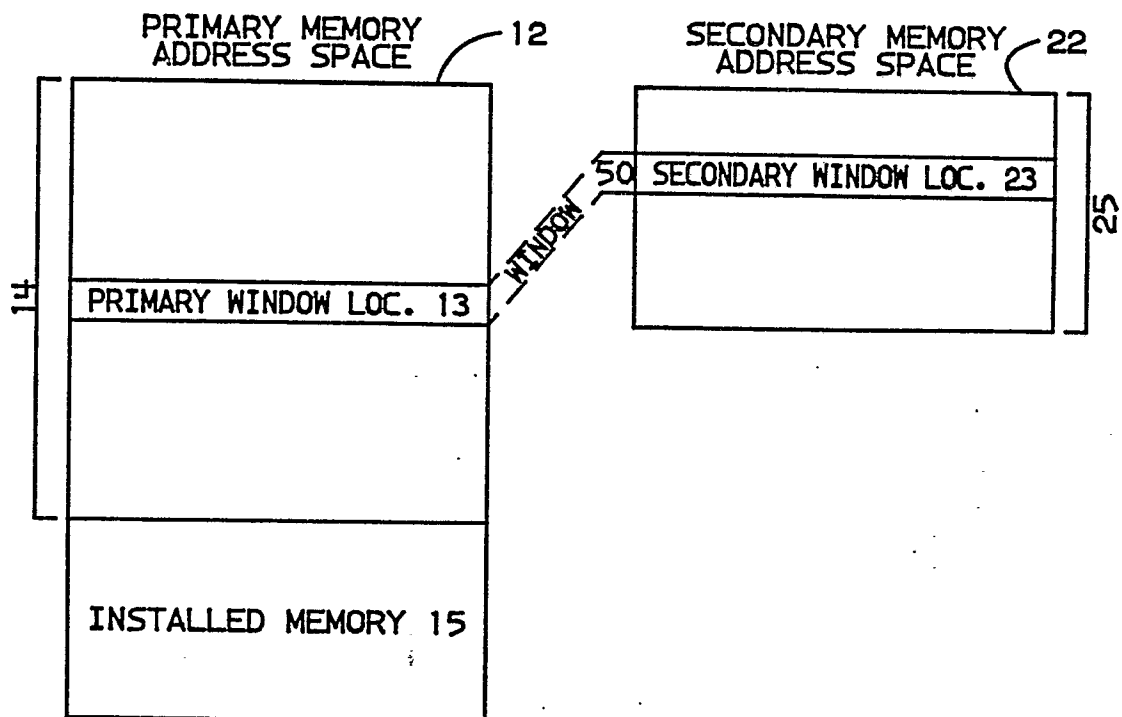 PRIMARY MEMORY
ADDRESS SPACE
12
SECONDARY MEMORY
ADDRESS SPACE
22
14
PRIMARY WINDOW LOC. 13
WINDOW
50
SECONDARY WINDOW LOC. 23
25
INSTALLED MEMORY 15